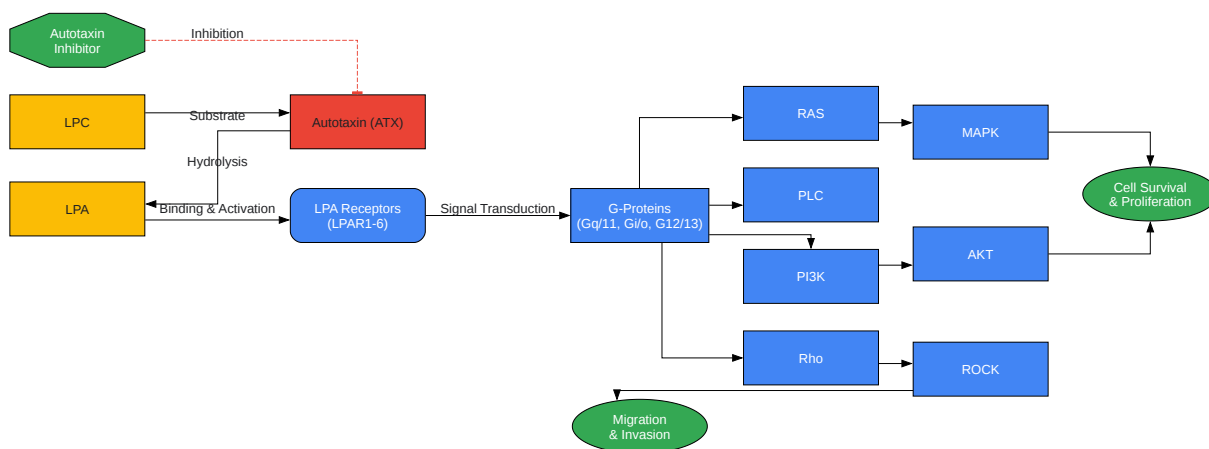 Autotaxin
Inhibitor
Inhibition
LPC
Substrate
Autotaxin (ATX)
Hydrolysis
LPA
Binding & Activation
LPA Receptors
(LPAR1-6)
Signal Transduction
G-Proteins
(Gq/11, Gi/o, G12/13)
RAS
MAPK
PLC
PI3K
AKT
Cell Survival
& Proliferation
Rho
ROCK
Migration
& Invasion